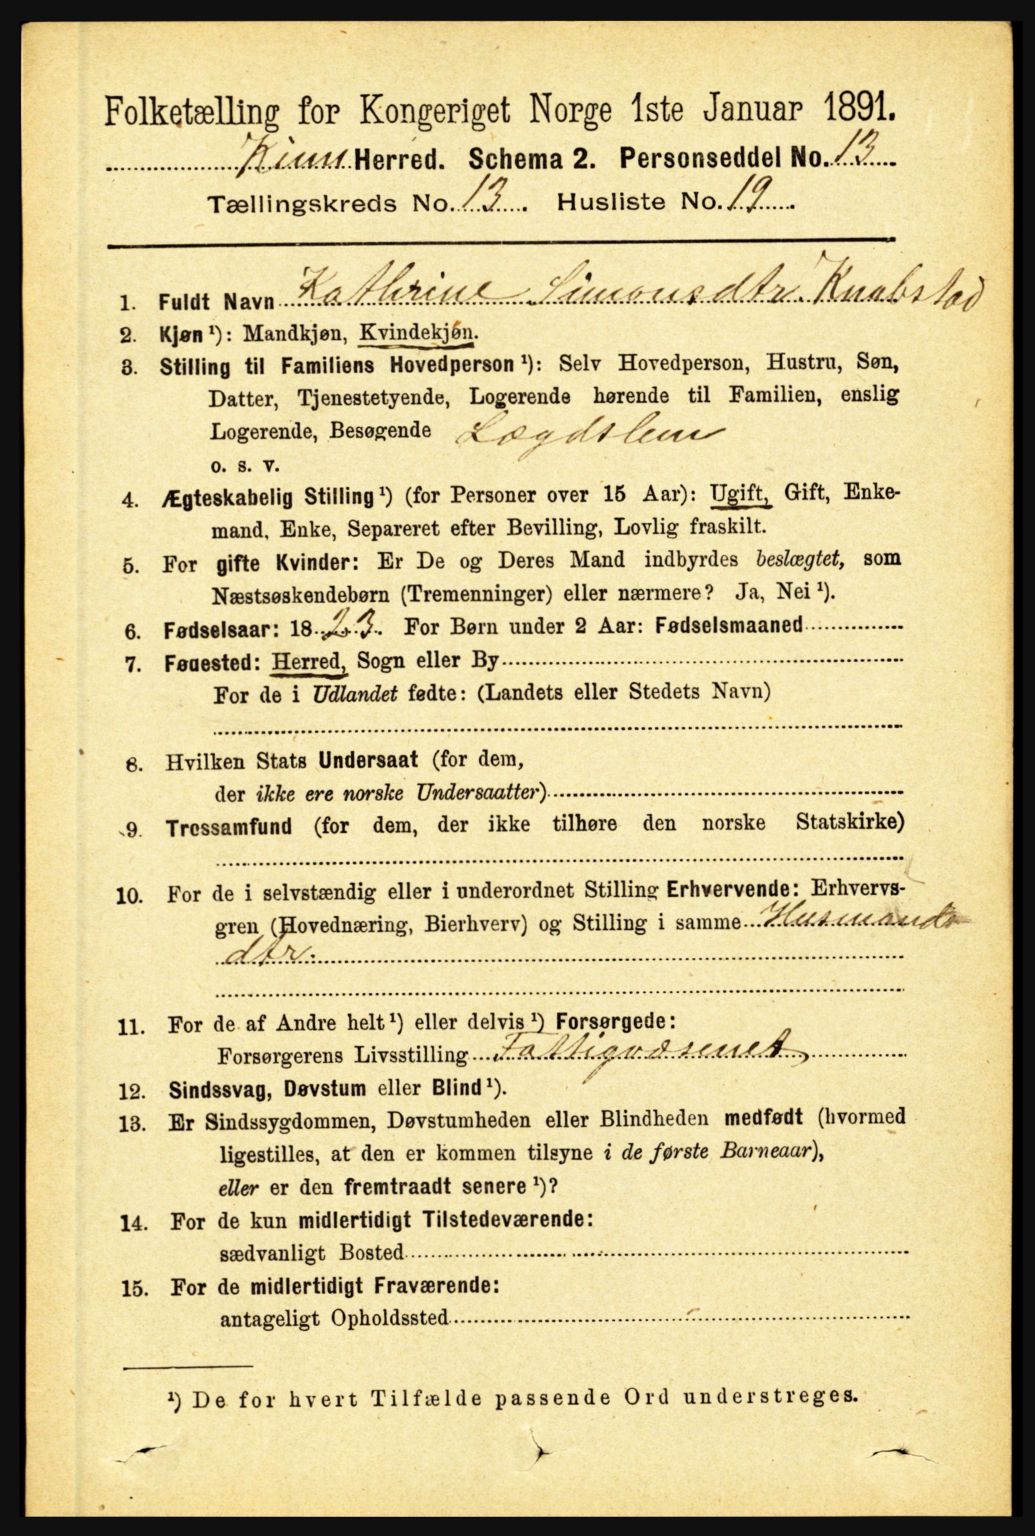 Folketælling for Kongeriget Norge 1ste Januar 1891.
Kinn Herred. Schema 2. Personseddel No. 13
Tællingskreds No. 13. Husliste No. 19
1. Fuldt Navn Kathrine Simonsdtr. Knabstad
2. Kjøn ¹): Mandkjøn, Kvindekjøn.
3. Stilling til Familiens Hovedperson ¹): Selv Hovedperson, Hustru, Søn,
Datter, Tjenestetyende, Logerende hørende til Familien, enslig
Logerende, Besøgende Lægdslem
o. s. v.
4. Ægteskabelig Stilling ¹) (for Personer over 15 Aar): Ugift, Gift, Enke-
mand, Enke, Separeret efter Bevilling, Lovlig fraskilt.
5. For gifte Kvinder: Er De og Deres Mand indbyrdes beslægtet, som
Næstsøskendebørn (Tremenninger) eller nærmere? Ja, Nei ¹).
6. Fødselsaar: 1823. For Børn under 2 Aar: Fødselsmaaned
7. Føuested: Herred, Sogn eller By
For de i Udlandet fødte: (Landets eller Stedets Navn)
8. Hvilken Stats Undersaat (for dem,
der ikke ere norske Undersaatter)
9. Trossamfund (for dem, der ikke tilhøre den norske Statskirke)
10. For de i selvstændig eller i underordnet Stilling Erhvervende: Erhvervs-
gren (Hovednæring, Bierhverv) og Stilling i samme Husmands
dtr.
11. For de af Andre helt ¹) eller delvis ¹) Forsørgede:
Forsørgerens Livsstilling Fattigvæsenet
12. Sindssvag, Døvstum eller Blind ¹).
13. Er Sindssygdommen, Døvstumheden eller Blindheden medfødt (hvormed
ligestilles, at den er kommen tilsyne i de første Barneaar),
eller er den fremtraadt senere ¹)?
14. For de kun midlertidigt Tilstedeværende:
sædvanligt Bosted
15. For de midlertidigt Fraværende:
antageligt Opholdssted
¹) De for hvert Tilfælde passende Ord understreges.